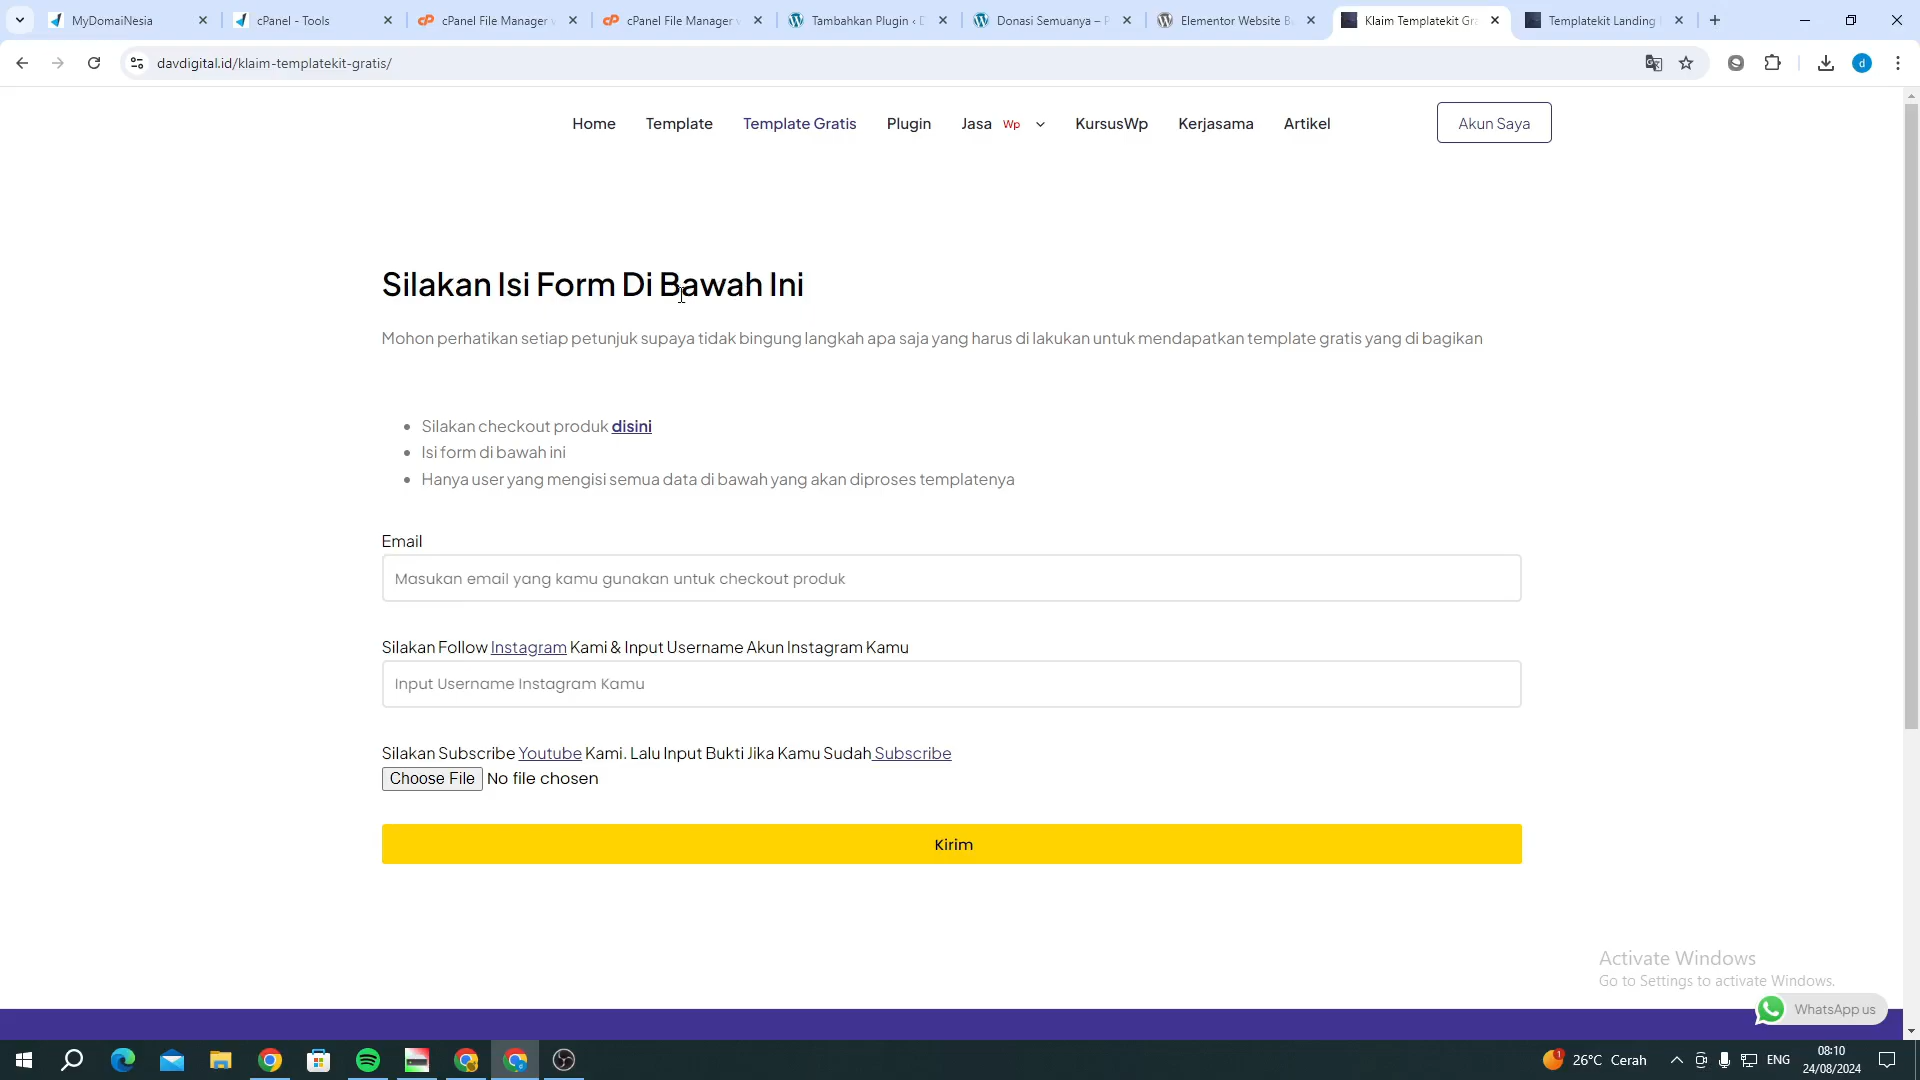 MyDomaiNesia
cPanel - Tools
cPanel File Manager
cPanel File Manager
Tambahkan Plugin ‹ D
Donasi Semuanya – P
Elementor Website B
Klaim Templatekit Gra
Templatekit Landing
davdigital.id/klaim-templatekit-gratis/
d
Home
Template
Template Gratis
Plugin
Jasa Wp
KursusWp
Kerjasama
Artikel
Akun Saya
Silakan Isi Form Di Bawah Ini
Mohon perhatikan setiap petunjuk supaya tidak bingung langkah apa saja yang harus di lakukan untuk mendapatkan template gratis yang di bagikan
Silakan checkout produk disini
Isi form di bawah ini
Hanya user yang mengisi semua data di bawah yang akan diproses templatenya
Email
Masukan email yang kamu gunakan untuk checkout produk
Silakan Follow Instagram Kami & Input Username Akun Instagram Kamu
Input Username Instagram Kamu
Silakan Subscribe Youtube Kami. Lalu Input Bukti Jika Kamu Sudah Subscribe
Choose File No file chosen
Kirim
Activate Windows
Go to Settings to activate Windows.
WhatsApp us
1
26°C Cerah
ENG
08:10
24/08/2024